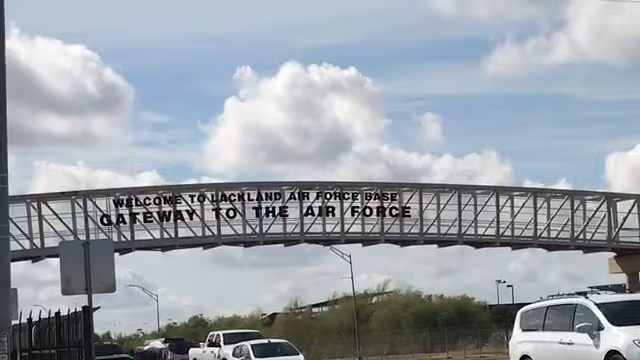 WELCOME TO LACKLAND AIR FORCE BASE
GATEWAY TO THE AIR FORCE